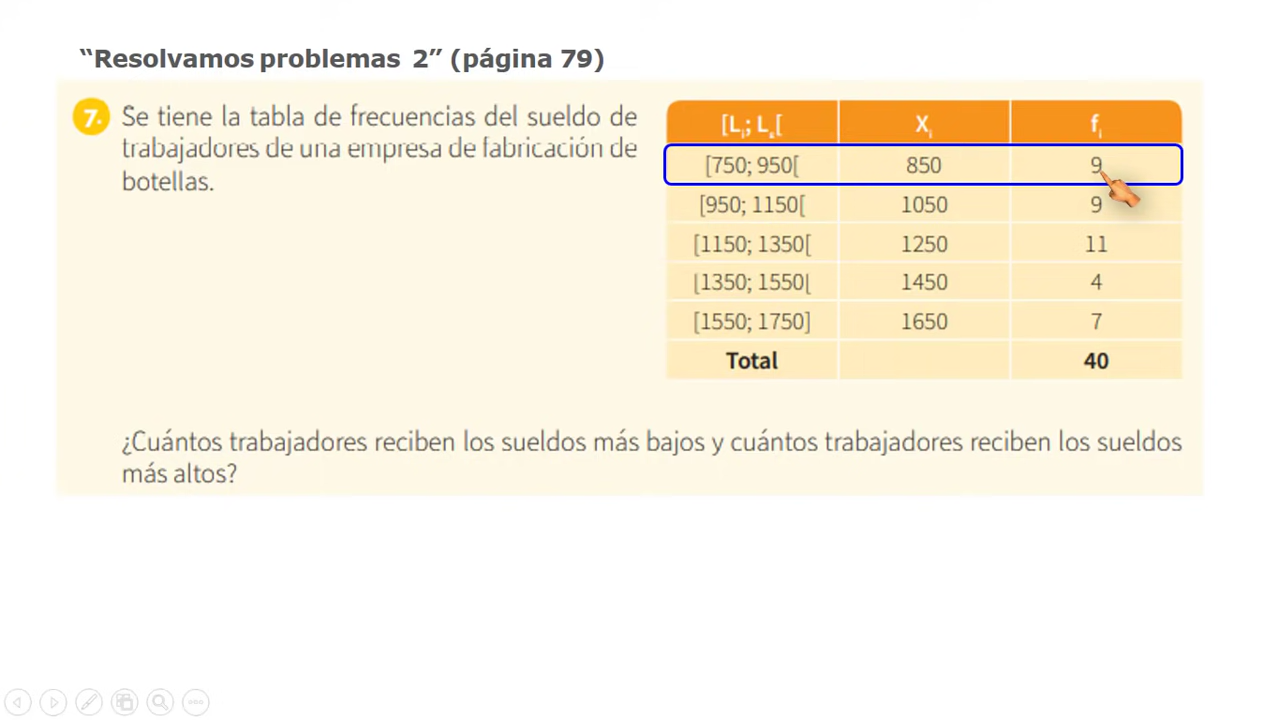 “Resolvamos problemas 2” (página 79)
7. Se tiene la tabla de frecuencias del sueldo de
trabajadores de una empresa de fabricación de
botellas.
[Li; Ls[ Xi fi
[750; 950[ 850 9
[950; 1150[ 1050 9
[1150; 1350[ 1250 11
[1350; 1550[ 1450 4
[1550; 1750] 1650 7
Total 40
¿Cuántos trabajadores reciben los sueldos más bajos y cuántos trabajadores reciben los sueldos
más altos?